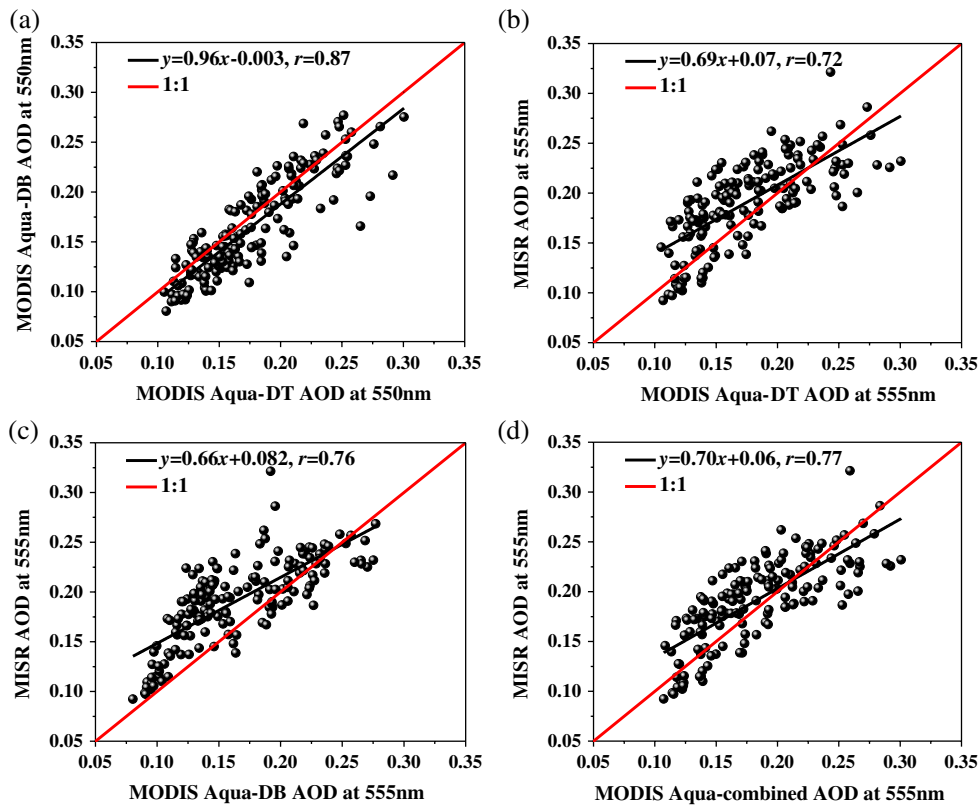 (a)
y=0.96x-0.003, r=0.87
1:1
0.35
0.30
0.25
0.20
0.15
0.10
0.05
MODIS Aqua-DB AOD at 550nm
0.05 0.10 0.15 0.20 0.25 0.30 0.35
MODIS Aqua-DT AOD at 550nm
(b)
y=0.69x+0.07, r=0.72
1:1
0.35
0.30
0.25
0.20
0.15
0.10
0.05
MISR AOD at 555nm
0.05 0.10 0.15 0.20 0.25 0.30 0.35
MODIS Aqua-DT AOD at 555nm
(c)
y=0.66x+0.082, r=0.76
1:1
0.35
0.30
0.25
0.20
0.15
0.10
0.05
MISR AOD at 555nm
0.05 0.10 0.15 0.20 0.25 0.30 0.35
MODIS Aqua-DB AOD at 555nm
(d)
y=0.70x+0.06, r=0.77
1:1
0.35
0.30
0.25
0.20
0.15
0.10
0.05
MISR AOD at 555nm
0.05 0.10 0.15 0.20 0.25 0.30 0.35
MODIS Aqua-combined AOD at 555nm